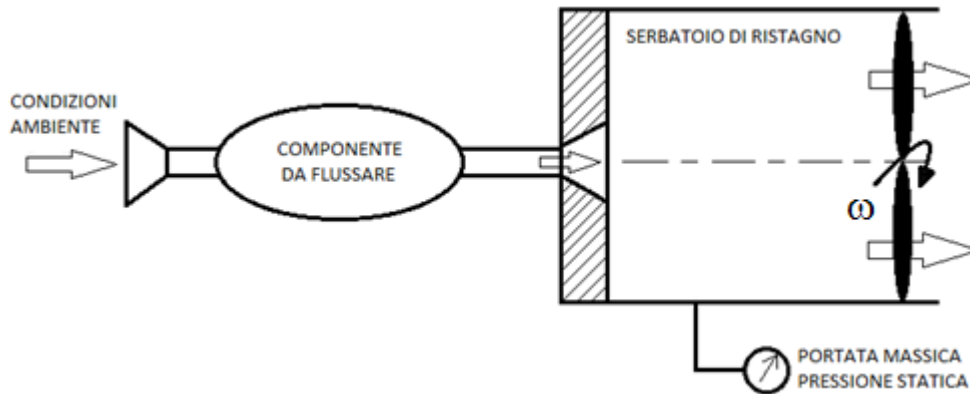 CONDIZIONI
AMBIENTE
COMPONENTE
DA FLUSSARE
SERBATOIO DI RISTAGNO
ω
PORTATA MASSICA
PRESSIONE STATICA